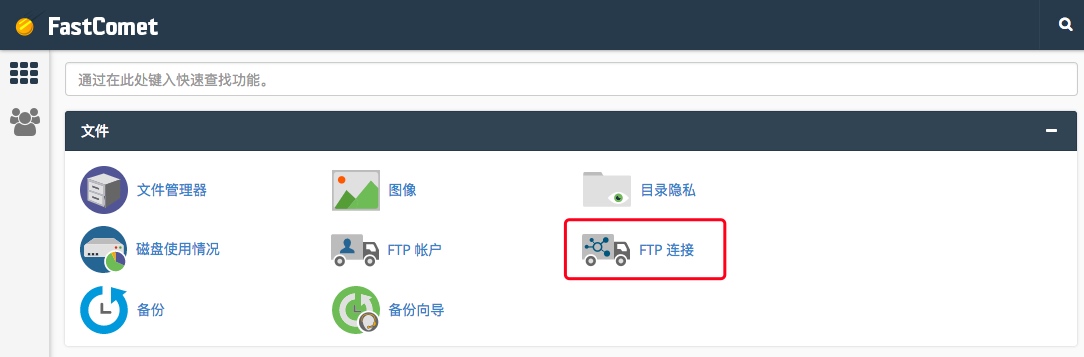 FastComet
通过在此处键入快速查找功能。
文件
文件管理器
图像
目录隐私
磁盘使用情况
FTP 帐户
FTP 连接
备份
备份向导